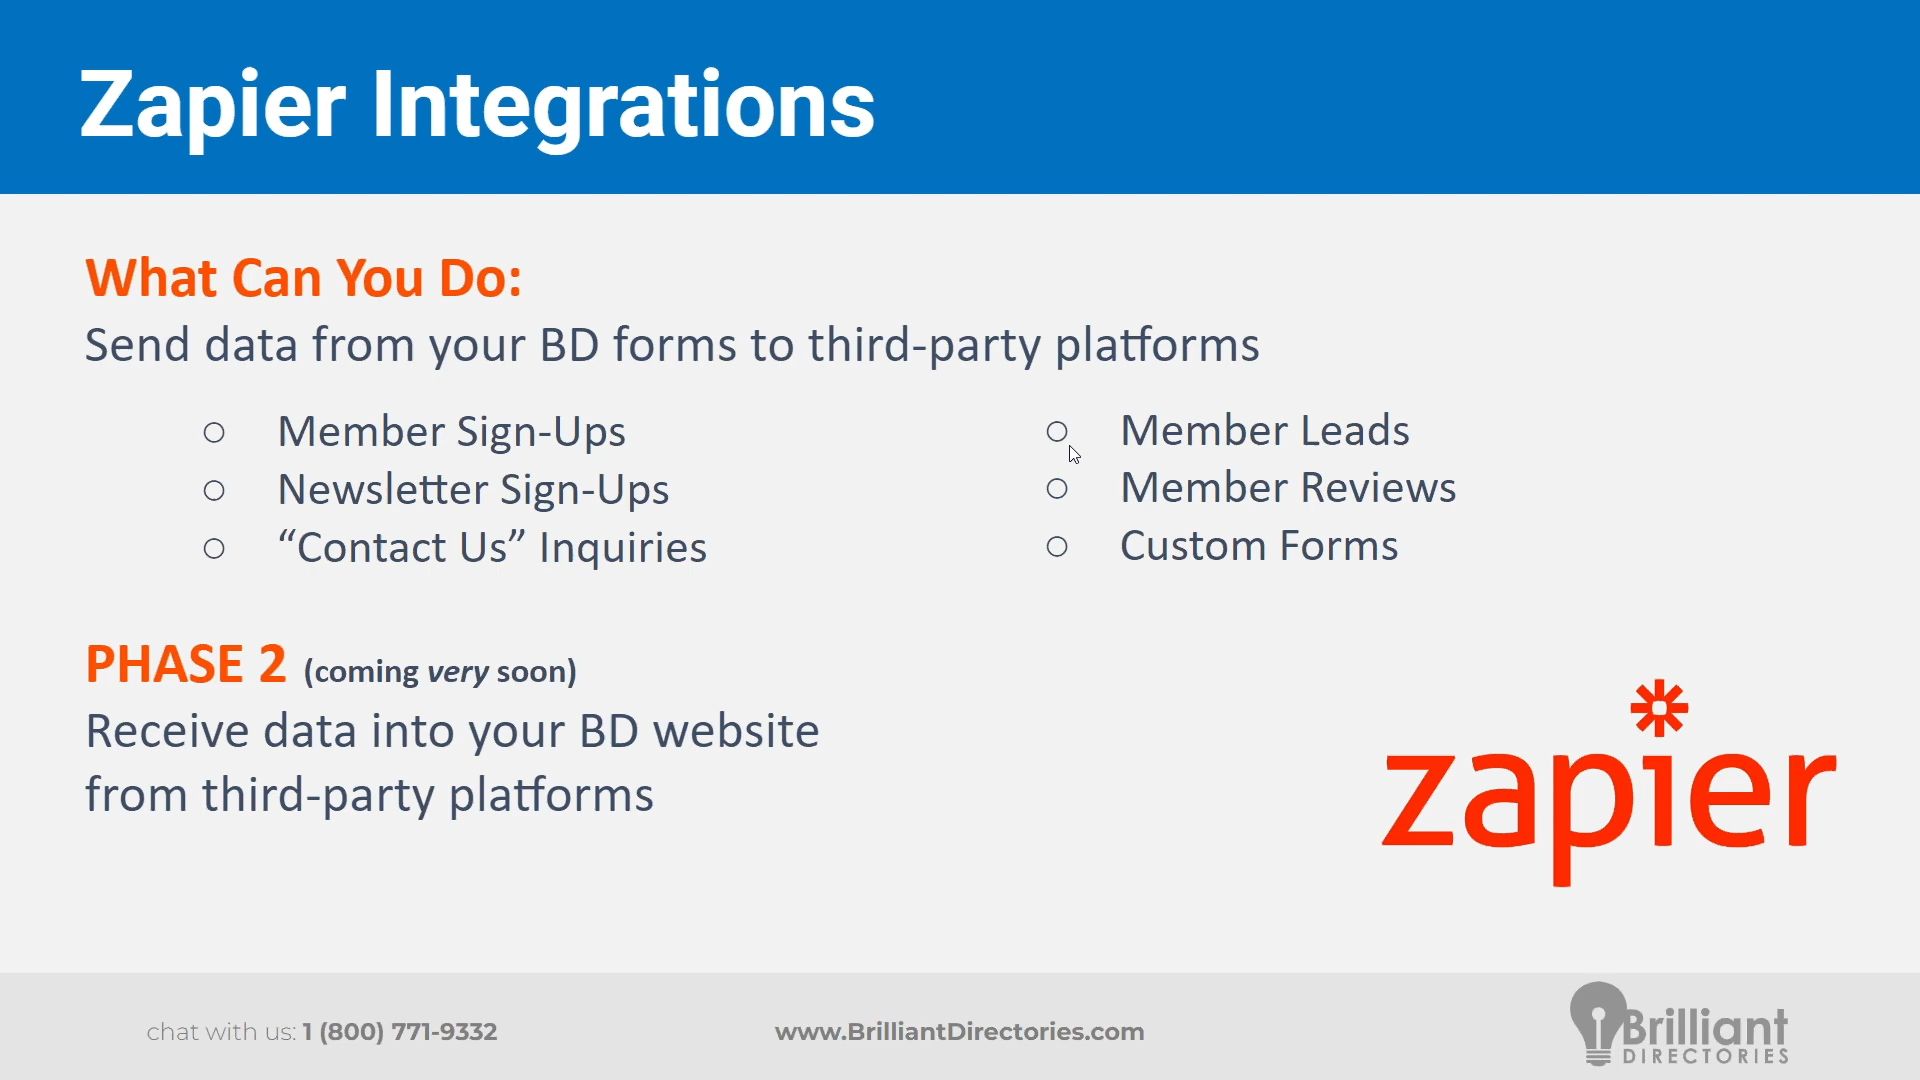 Zapier Integrations
What Can You Do:
Send data from your BD forms to third-party platforms
○ Member Sign-Ups
○ Newsletter Sign-Ups
○ “Contact Us” Inquiries
○ Member Leads
○ Member Reviews
○ Custom Forms
PHASE 2 (coming very soon)
Receive data into your BD website
from third-party platforms
zapier
chat with us: 1 (800) 771-9332
www.BrilliantDirectories.com
Brilliant
DIRECTORIES